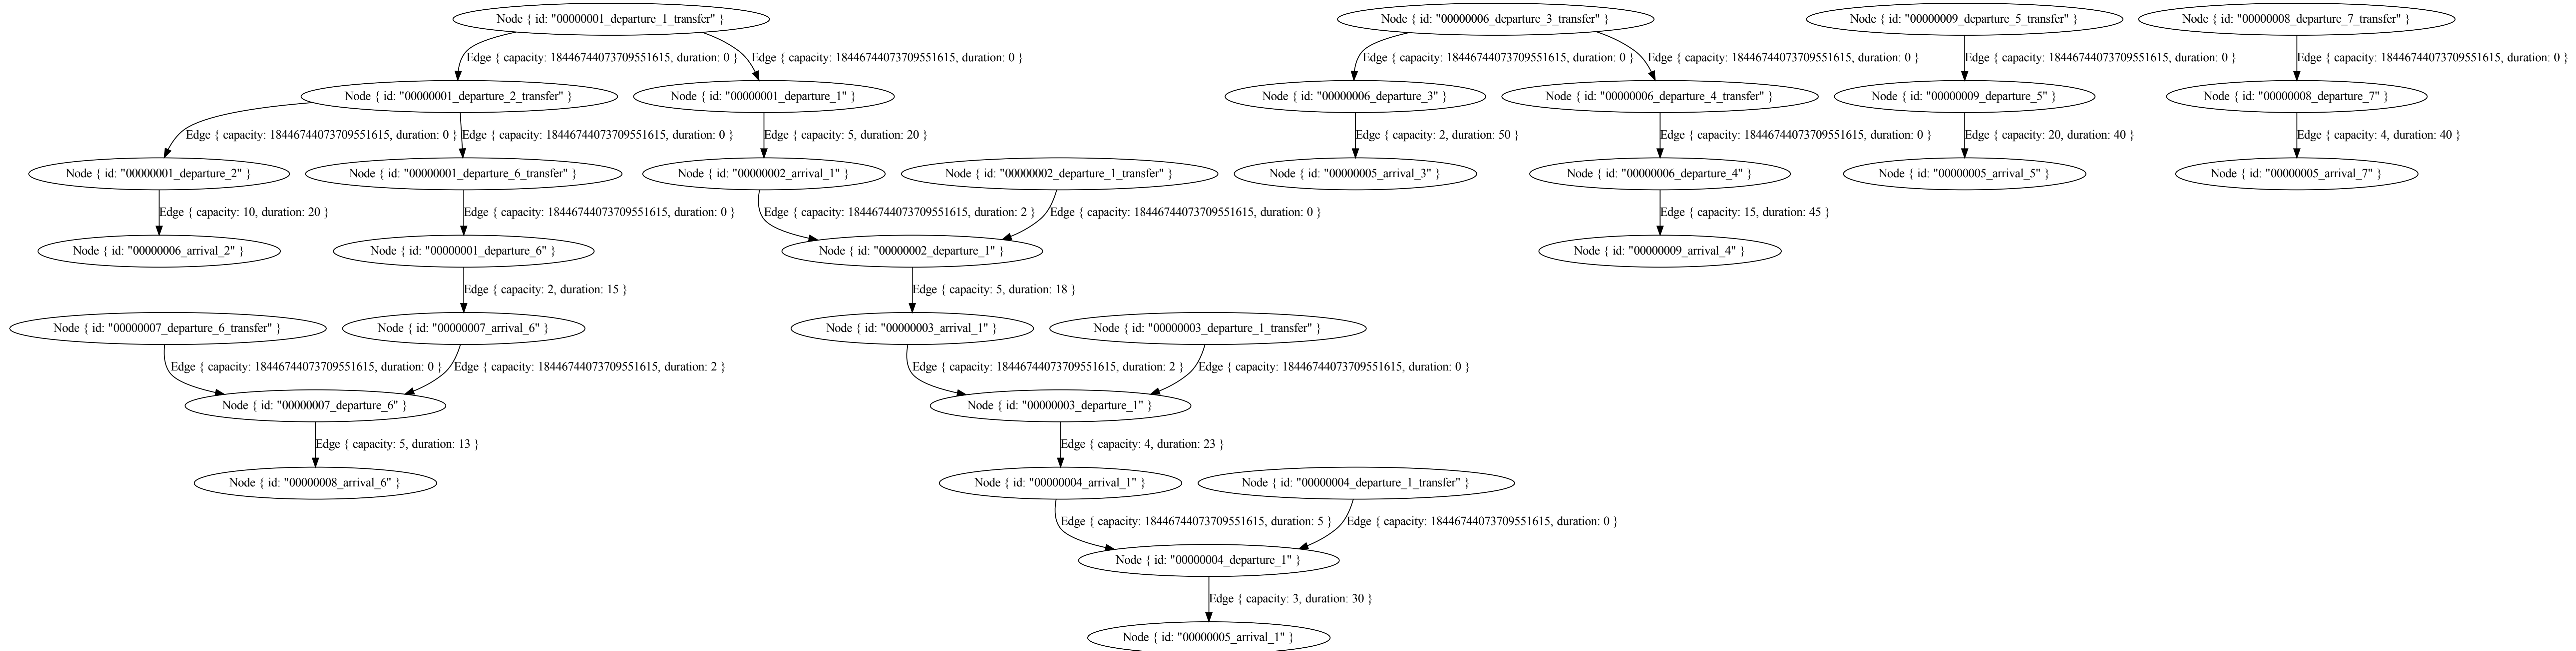 Node { id: "00000001_departure_1_transfer" }
Node { id: "00000006_departure_3_transfer" }
Node { id: "00000009_departure_5_transfer" }
Node { id: "00000008_departure_7_transfer" }
Edge { capacity: 18446744073709551615, duration: 0 }
Edge { capacity: 18446744073709551615, duration: 0 }
Edge { capacity: 18446744073709551615, duration: 0 }
Edge { capacity: 18446744073709551615, duration: 0 }
Edge { capacity: 18446744073709551615, duration: 0 }
Edge { capacity: 18446744073709551615, duration: 0 }
Node { id: "00000001_departure_2_transfer" }
Node { id: "00000001_departure_1" }
Node { id: "00000006_departure_3" }
Node { id: "00000006_departure_4_transfer" }
Node { id: "00000009_departure_5" }
Node { id: "00000008_departure_7" }
Edge { capacity: 18446744073709551615, duration: 0 }
Edge { capacity: 18446744073709551615, duration: 0 }
Edge { capacity: 5, duration: 20 }
Edge { capacity: 2, duration: 50 }
Edge { capacity: 18446744073709551615, duration: 0 }
Edge { capacity: 20, duration: 40 }
Edge { capacity: 4, duration: 40 }
Node { id: "00000001_departure_2" }
Node { id: "00000001_departure_6_transfer" }
Node { id: "00000002_arrival_1" }
Node { id: "00000002_departure_1_transfer" }
Node { id: "00000005_arrival_3" }
Node { id: "00000006_departure_4" }
Node { id: "00000005_arrival_5" }
Node { id: "00000005_arrival_7" }
Edge { capacity: 10, duration: 20 }
Edge { capacity: 18446744073709551615, duration: 0 }
Edge { capacity: 18446744073709551615, duration: 2 }
Edge { capacity: 18446744073709551615, duration: 0 }
Edge { capacity: 15, duration: 45 }
Node { id: "00000006_arrival_2" }
Node { id: "00000001_departure_6" }
Node { id: "00000002_departure_1" }
Node { id: "00000009_arrival_4" }
Edge { capacity: 2, duration: 15 }
Edge { capacity: 5, duration: 18 }
Node { id: "00000007_departure_6_transfer" }
Node { id: "00000007_arrival_6" }
Node { id: "00000003_arrival_1" }
Node { id: "00000003_departure_1_transfer" }
Edge { capacity: 18446744073709551615, duration: 0 }
Edge { capacity: 18446744073709551615, duration: 2 }
Edge { capacity: 18446744073709551615, duration: 2 }
Edge { capacity: 18446744073709551615, duration: 0 }
Node { id: "00000007_departure_6" }
Node { id: "00000003_departure_1" }
Edge { capacity: 5, duration: 13 }
Edge { capacity: 4, duration: 23 }
Node { id: "00000008_arrival_6" }
Node { id: "00000004_arrival_1" }
Node { id: "00000004_departure_1_transfer" }
Edge { capacity: 18446744073709551615, duration: 5 }
Edge { capacity: 18446744073709551615, duration: 0 }
Node { id: "00000004_departure_1" }
Edge { capacity: 3, duration: 30 }
Node { id: "00000005_arrival_1" }